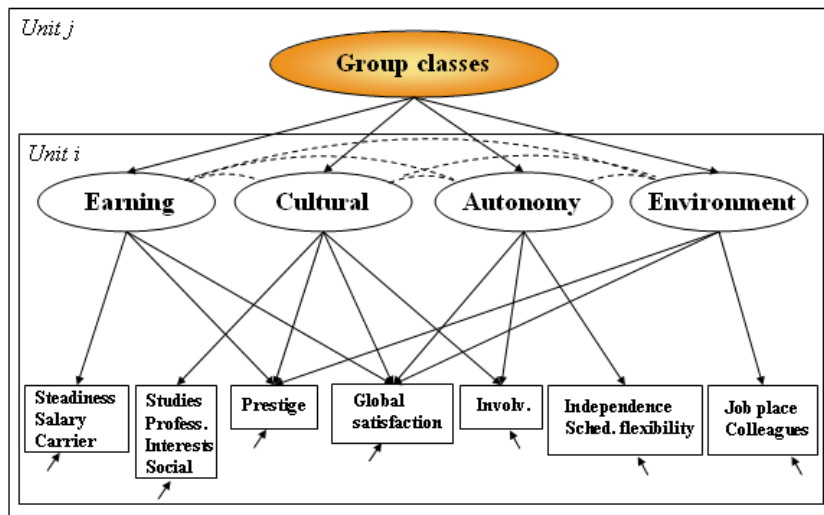 Unit j
Group classes
Unit i
Earning
Cultural
Autonomy
Environment
Steadiness
Salary
Carrier
Studies
Profess.
Interests
Social
Prestige
Global
satisfaction
Involv.
Independence
Sched. flexibility
Job place
Colleagues